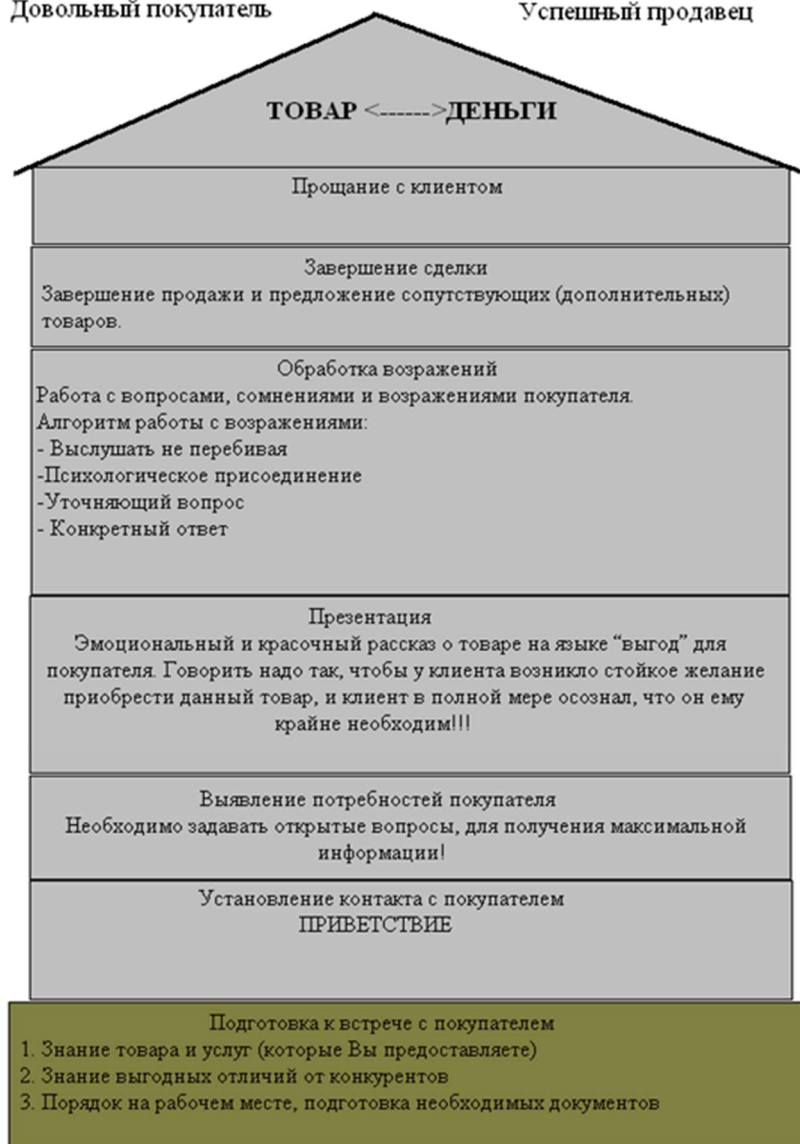 Довольный покупатель
Успешный продавец
ТОВАР <------>ДЕНЬГИ
Прощание с клиентом
Завершение сделки
Завершение продажи и предложение сопутствующих (дополнительных)
товаров.
Обработка возражений
Работа с вопросами, сомнениями и возражениями покупателя.
Алгоритм работы с возражениями:
- Выслушать не перебивая
-Психологическое присоединение
-Уточняющий вопрос
- Конкретный ответ
Презентация
Эмоциональный и красочный рассказ о товаре на языке “выгод” для
покупателя. Говорить надо так, чтобы у клиента возникло стойкое желание
приобрести данный товар, и клиент в полной мере осознал, что он ему
крайне необходим!!!
Выявление потребностей покупателя
Необходимо задавать открытые вопросы, для получения максимальной
информации!
Установление контакта с покупателем
ПРИВЕТСТВИЕ
Подготовка к встрече с покупателем
1. Знание товара и услуг (которые Вы предоставляете)
2. Знание выгодных отличий от конкурентов
3. Порядок на рабочем месте, подготовка необходимых документов